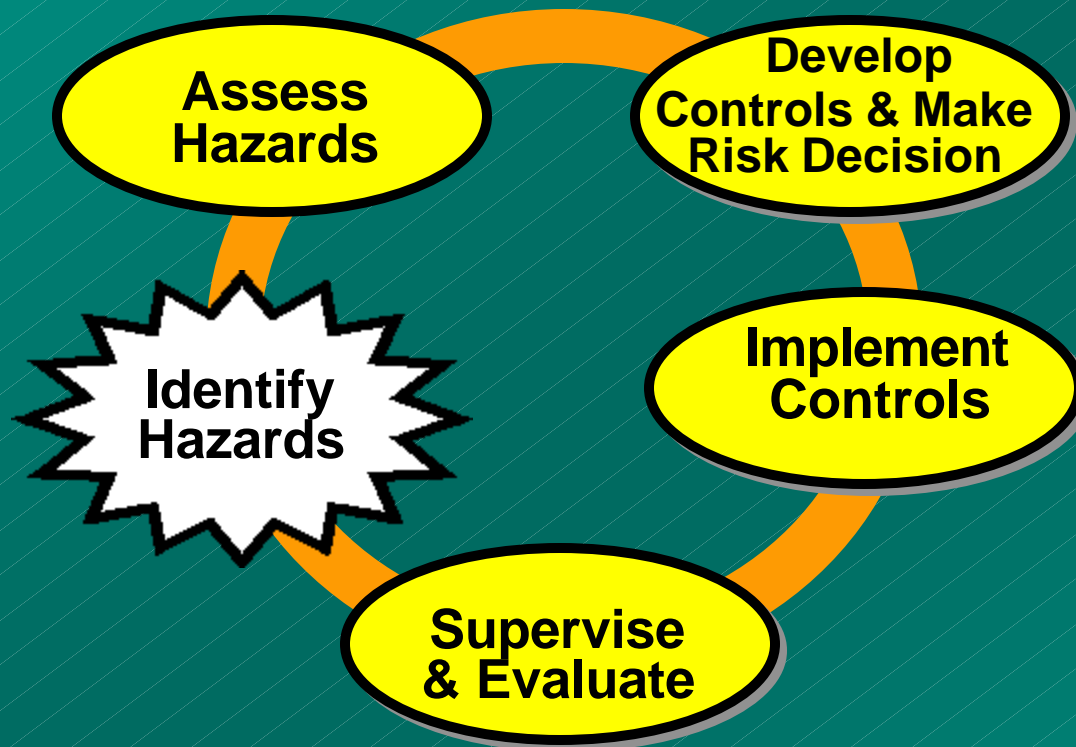 Assess
Hazards
Develop
Controls & Make
Risk Decision
Identify
Hazards
Implement
Controls
Supervise
& Evaluate